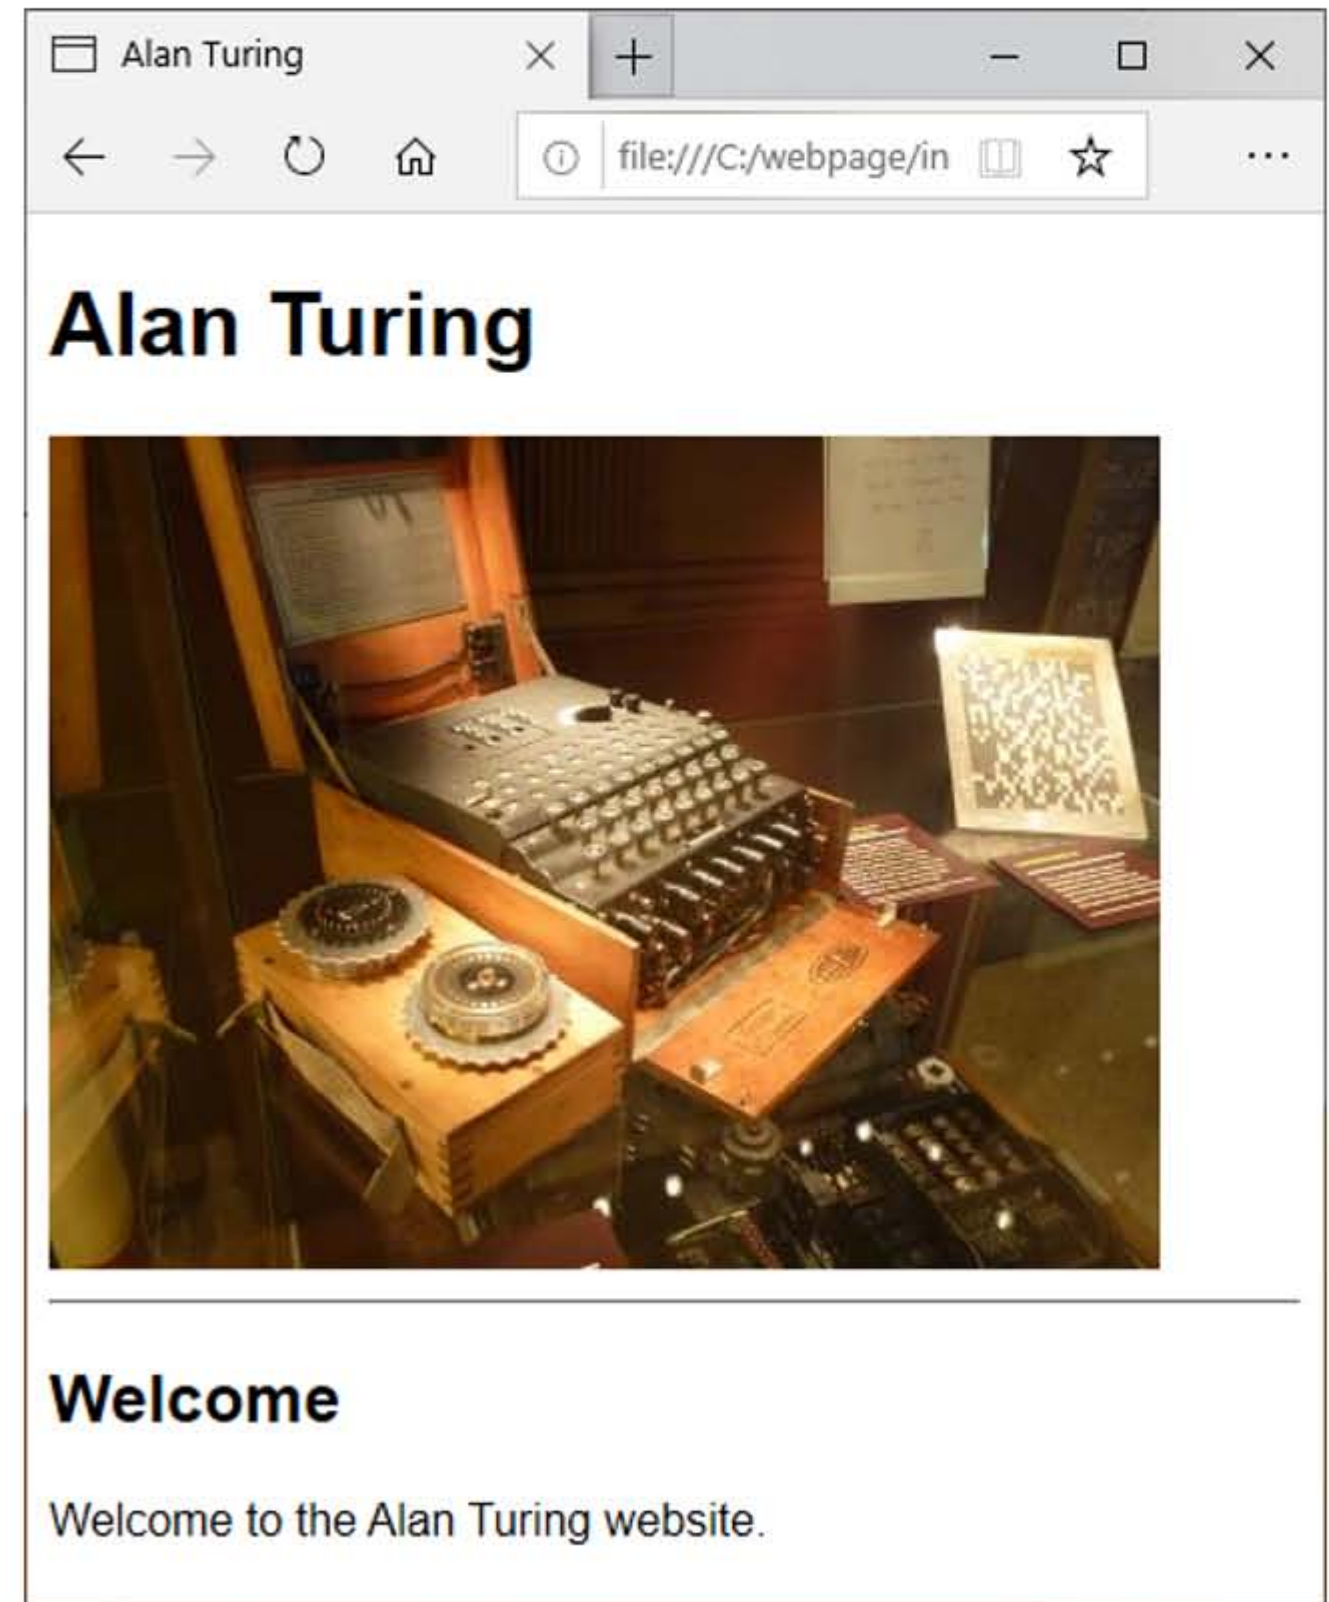 Alan Turing
file:///C:/webpage/in
Alan Turing
Welcome
Welcome to the Alan Turing website.